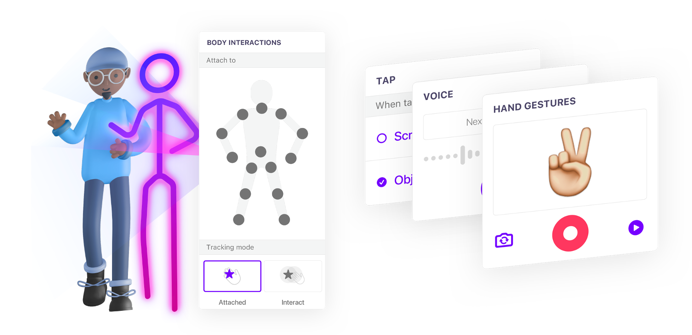 BODY INTERACTIONS
Attach to
Tracking mode
Attached
Interact
TAP
When ta
Scr
Obj
VOICE
Nex
HAND GESTURES